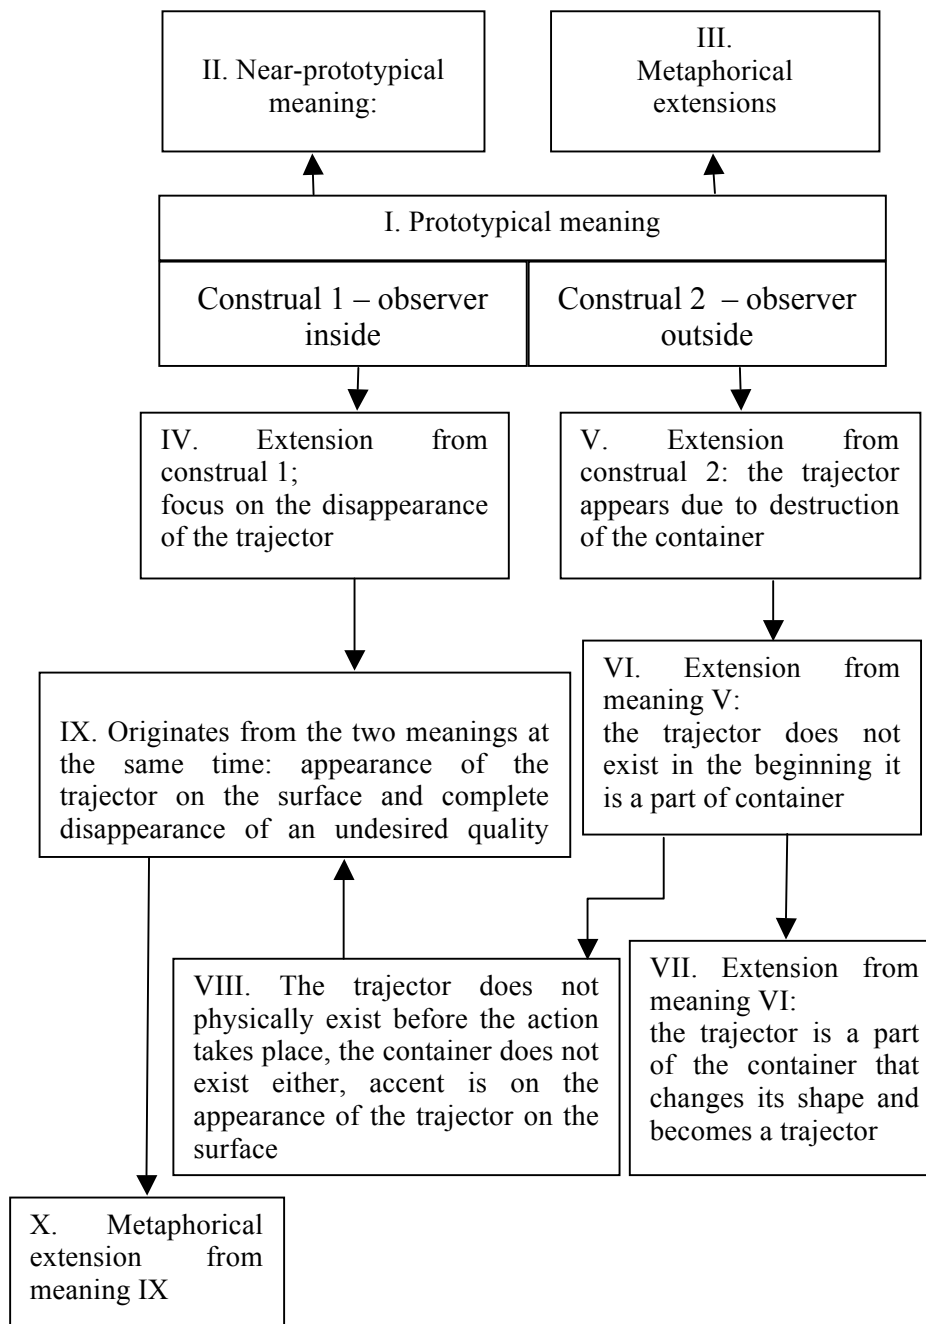 II. Near-prototypical
meaning:
III.
Metaphorical
extensions
I. Prototypical meaning
Construal 1 – observer
inside
Construal 2 – observer
outside
IV. Extension from
construal 1;
focus on the disappearance
of the trajector
V. Extension from
construal 2: the trajector
appears due to destruction
of the container
VI. Extension from
meaning V:
the trajector does not
exist in the beginning it
is a part of container
IX. Originates from the two meanings at
the same time: appearance of the
trajector on the surface and complete
disappearance of an undesired quality
VIII. The trajector does not
physically exist before the action
takes place, the container does not
exist either, accent is on the
appearance of the trajector on the
surface
VII. Extension from
meaning VI:
the trajector is a part
of the container that
changes its shape and
becomes a trajector
X. Metaphorical
extension from
meaning IX